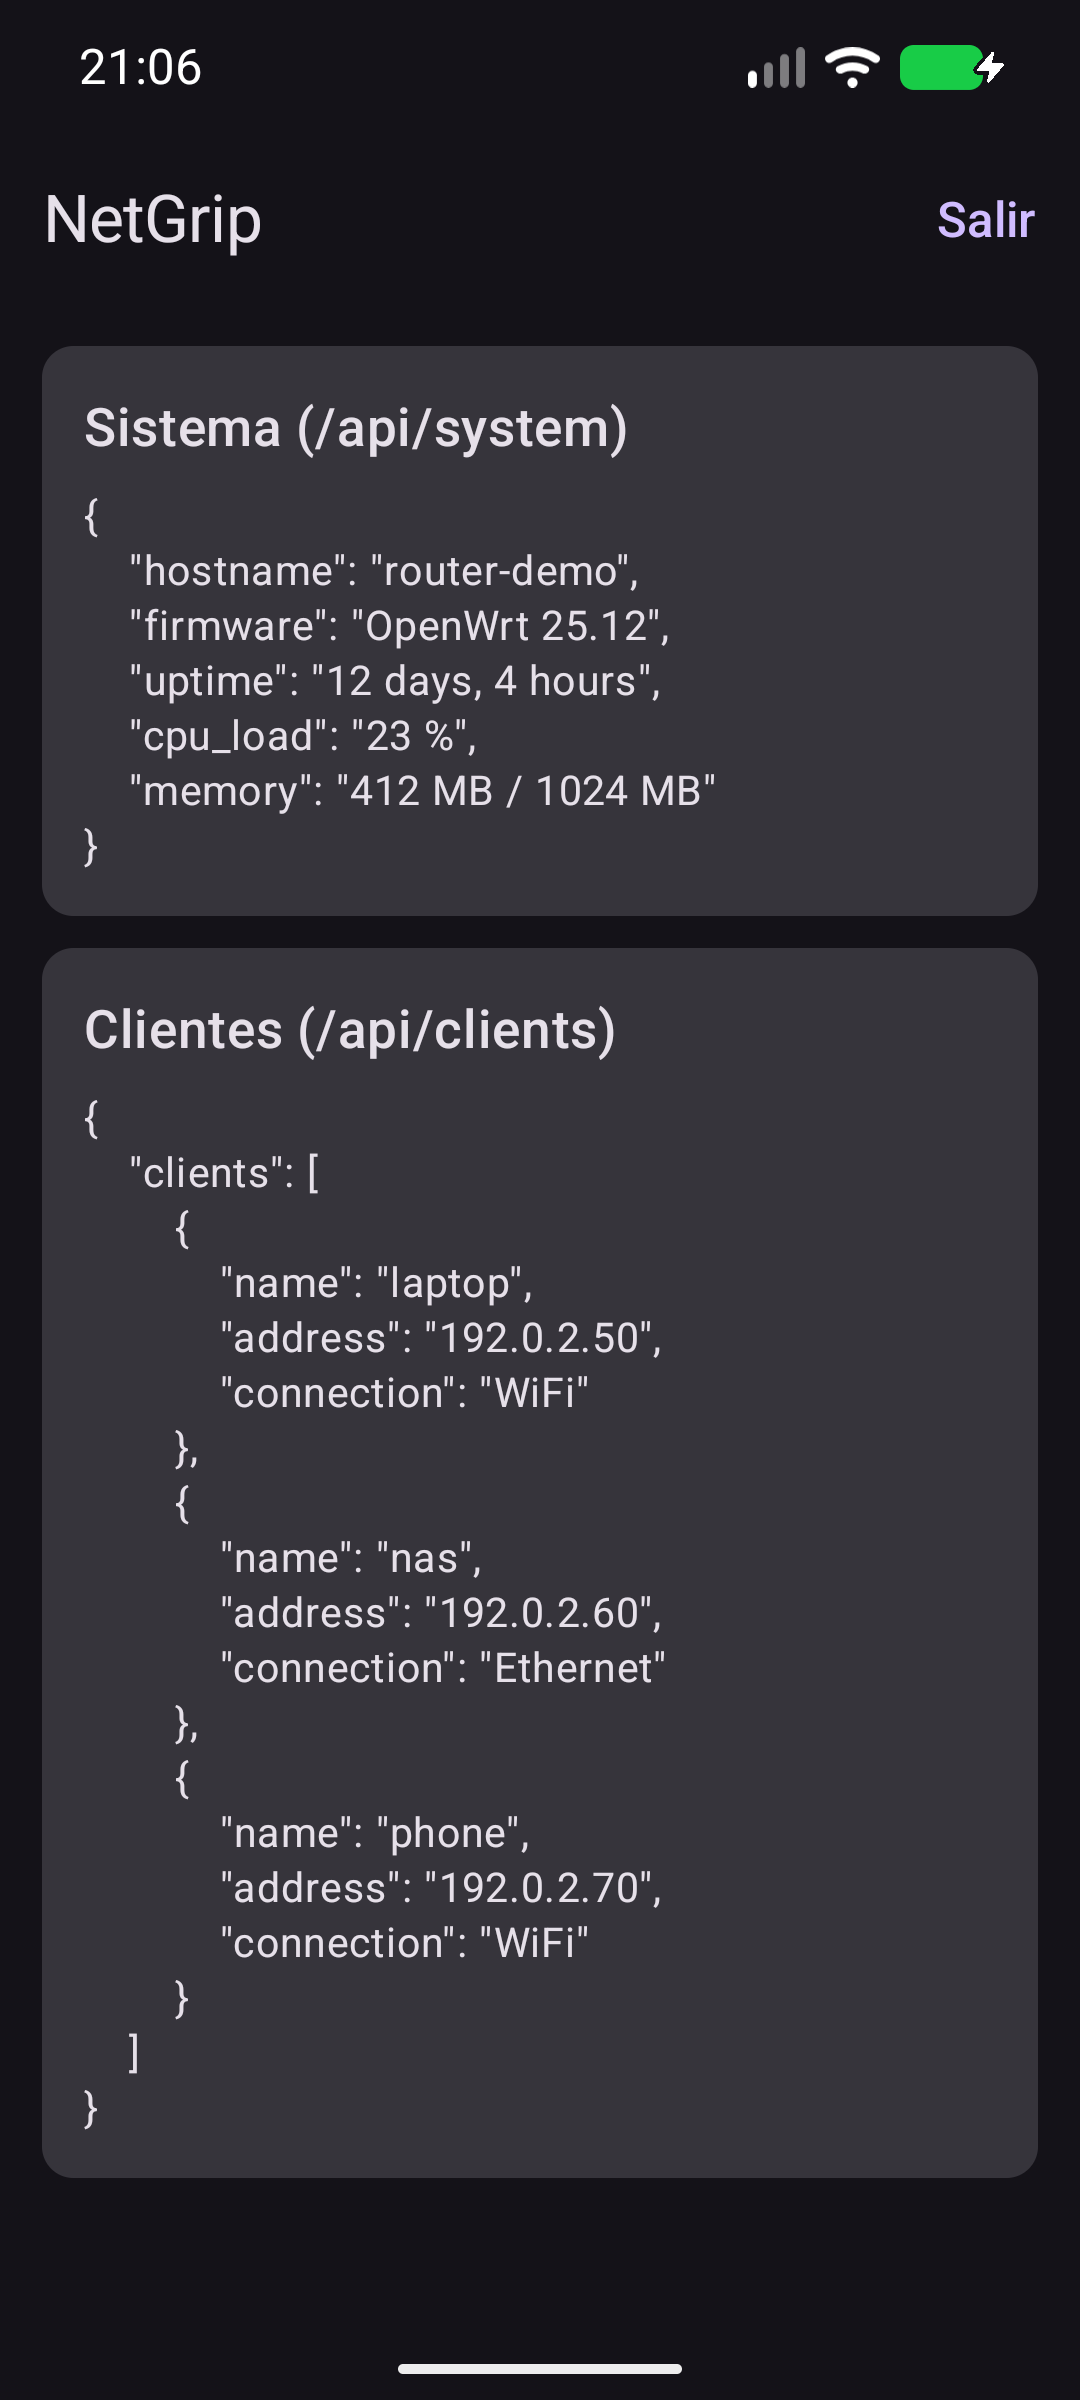 21:06
NetGrip
Salir
Sistema (/api/system)
{
"hostname": "router-demo",
"firmware": "OpenWrt 25.12",
"uptime": "12 days, 4 hours",
"cpu_load": "23 %",
"memory": "412 MB / 1024 MB"
}
Clientes (/api/clients)
{
"clients": [
{
"name": "laptop",
"address": "192.0.2.50",
"connection": "WiFi"
},
{
"name": "nas",
"address": "192.0.2.60",
"connection": "Ethernet"
},
{
"name": "phone",
"address": "192.0.2.70",
"connection": "WiFi"
}
]
}